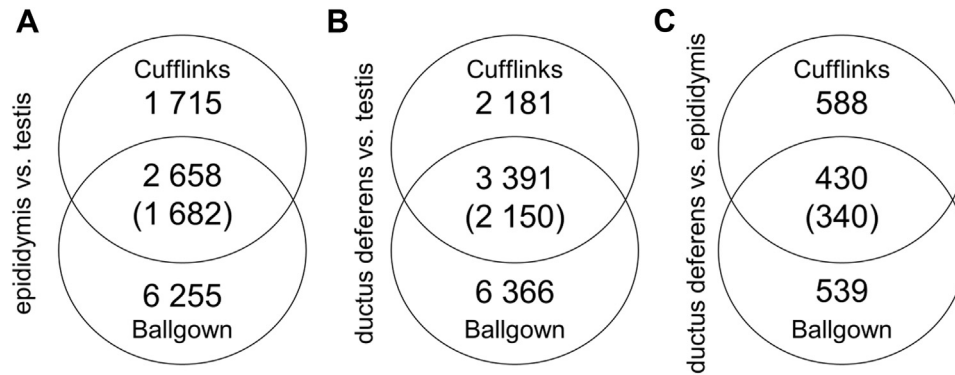 A
epididymis vs. testis
Cufflinks
1 715
2 658
(1 682)
6 255
Ballgown
B
ductus deferens vs. testis
Cufflinks
2 181
3 391
(2 150)
6 366
Ballgown
C
ductus deferens vs. epididymis
Cufflinks
588
430
(340)
539
Ballgown